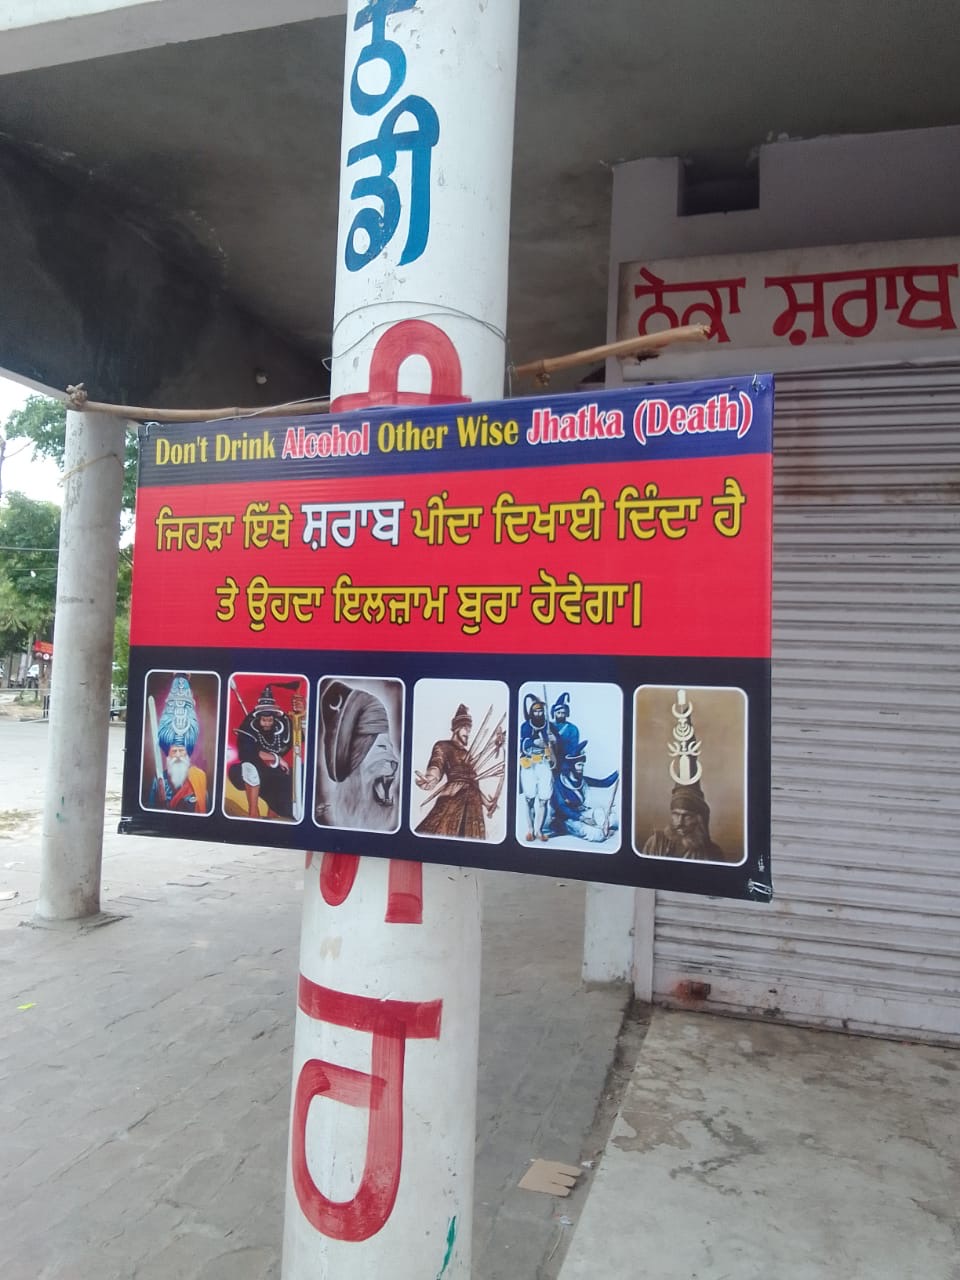 ਠੰ
ਡੀ
ਠੇਕਾ ਸ਼ਰਾਬ
Don't Drink Alcohol Other Wise Jhatka (Death)
ਜਿਹੜਾ ਇੱਥੇ ਸ਼ਰਾਬ ਪੀਂਦਾ ਦਿਖਾਈ ਦਿੰਦਾ ਹੈ
ਤੇ ਉਹਦਾ ਇਲਜ਼ਾਮ ਬੁਰਾ ਹੋਵੇਗਾ।
ਰ